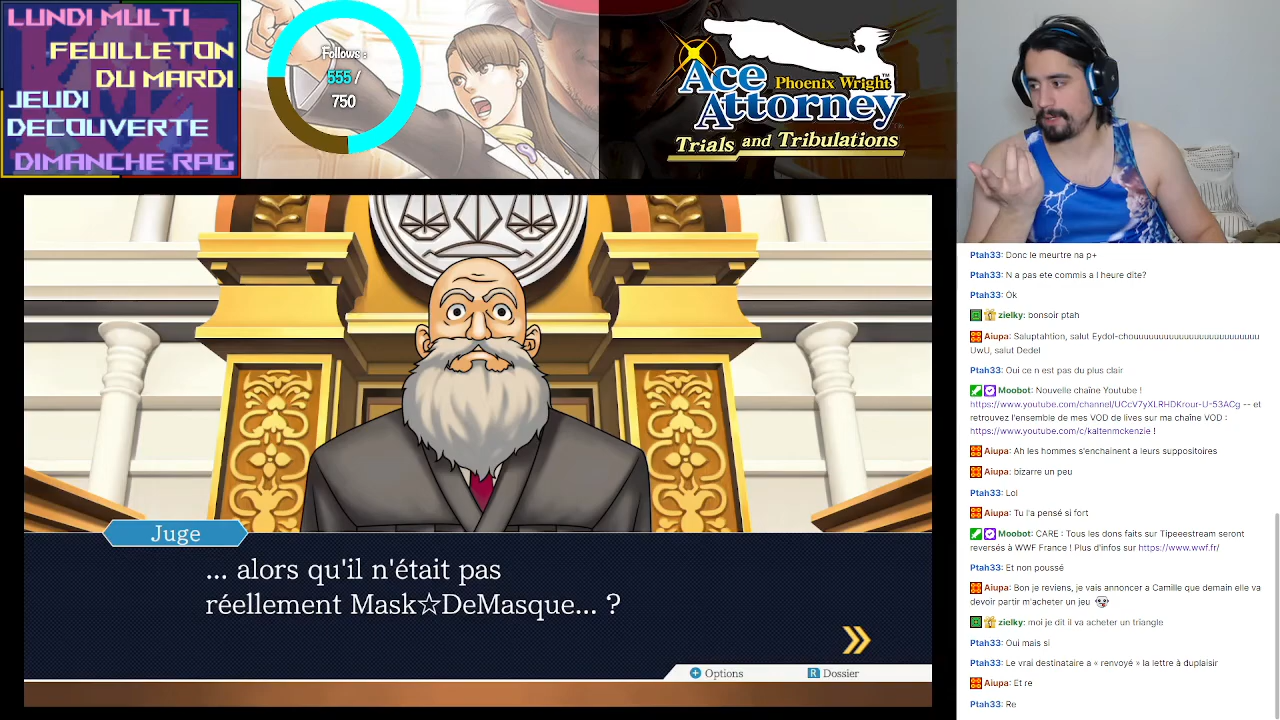 LUNDI MULTI
FEUILLETON
DU MARDI
JEUDI
DECOUVERTE
DIMANCHE RPG
Follows :
555 /
750
Phoenix Wright™
Ace
Attorney
Trials and Tribulations
Juge
... alors qu'il n'était pas
réellement Mask☆DeMasque... ?
+ Options
R Dossier
Ptah33: Donc le meurtre na p+
Ptah33: N a pas ete commis a l heure dite?
Ptah33: Ok
zielky: bonsoir ptah
Aiupa: Saluptahtion, salut Eydol-chouuuuuuuuuuuuuuuuuuuuuuuuu
UwU, salut Dedel
Ptah33: Oui ce n est pas du plus clair
Moobot: Nouvelle chaîne Youtube !
https://www.youtube.com/channel/UCcV7yXLRHDKrour-U-53ACg -- et
retrouvez l'ensemble de mes VOD de lives sur ma chaîne VOD :
https://www.youtube.com/c/kaltenmckenzie !
Aiupa: Ah les hommes s'enchainent a leurs suppositoires
Aiupa: bizarre un peu
Ptah33: Lol
Aiupa: Tu l'a pensé si fort
Moobot: CARE : Tous les dons faits sur Tipeeestream seront
reversés à WWF France ! Plus d'infos sur https://www.wwf.fr/
Ptah33: Et non poussé
Aiupa: Bon je reviens, je vais annoncer a Camille que demain elle va
devoir partir m'acheter un jeu
zielky: moi je dit il va acheter un triangle
Ptah33: Oui mais si
Ptah33: Le vrai destinataire a « renvoyé » la lettre à duplaisir
Aiupa: Et re
Ptah33: Re